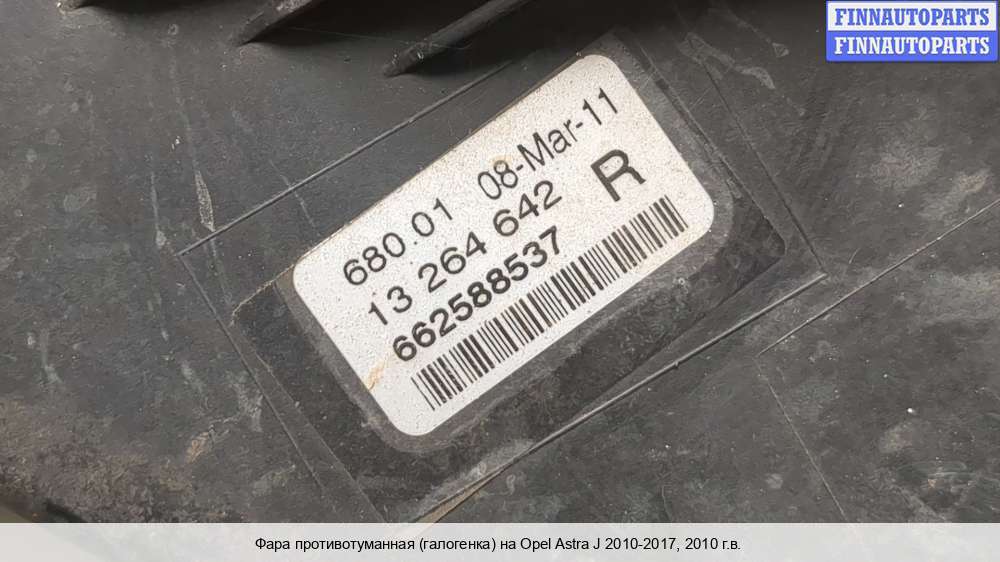 FINNAUTOPARTS
FINNAUTOPARTS
680.01 08-Mar-11
13 264 642 R
662588537
Фара противотуманная (галогенка) на Opel Astra J 2010-2017, 2010 г.в.